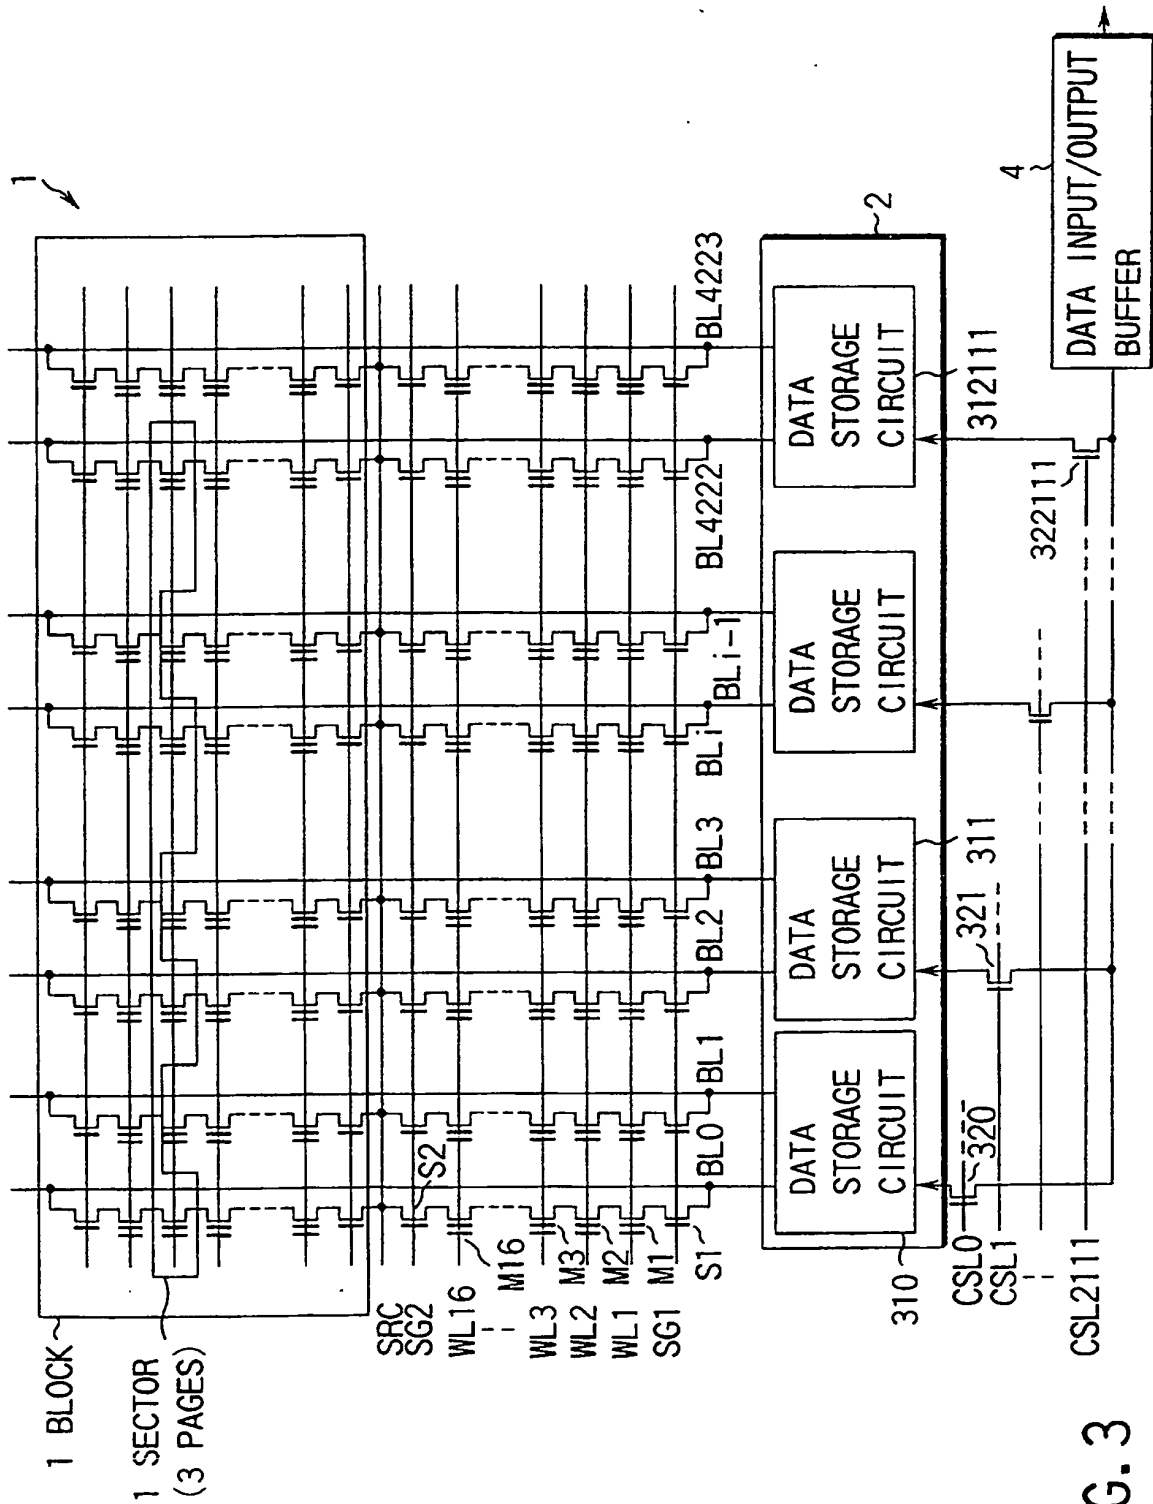 1 BLOCK
1 SECTOR
(3 PAGES)
1
SRC
SG2
WL16
WL3
WL2
WL1
SG1
S2
M16
M3
M2
M1
S1
BL0
BL1
BL2
BL3
BLi
BLi-1
BL4222
BL4223
2
DATA
STORAGE
CIRCUIT
DATA
STORAGE
CIRCUIT
DATA
STORAGE
CIRCUIT
DATA
STORAGE
CIRCUIT
310
311
312111
CSL0
CSL1
CSL2111
320
321
322111
4
DATA INPUT/OUTPUT
BUFFER
G. 3